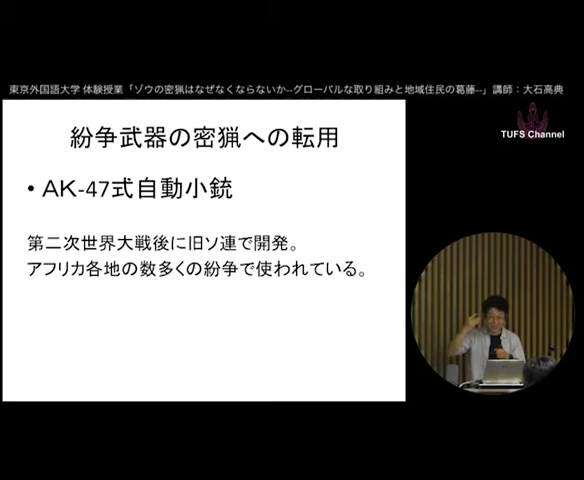 東京外国語大学 体験授業「ゾウの密猟はなぜなくならないか--グローバルな取り組みと地域住民の葛藤--」講師：大石高典
TUFS Channel
紛争武器の密猟への転用
• AK-47式自動小銃
第二次世界大戦後に旧ソ連で開発。
アフリカ各地の数多くの紛争で使われている。